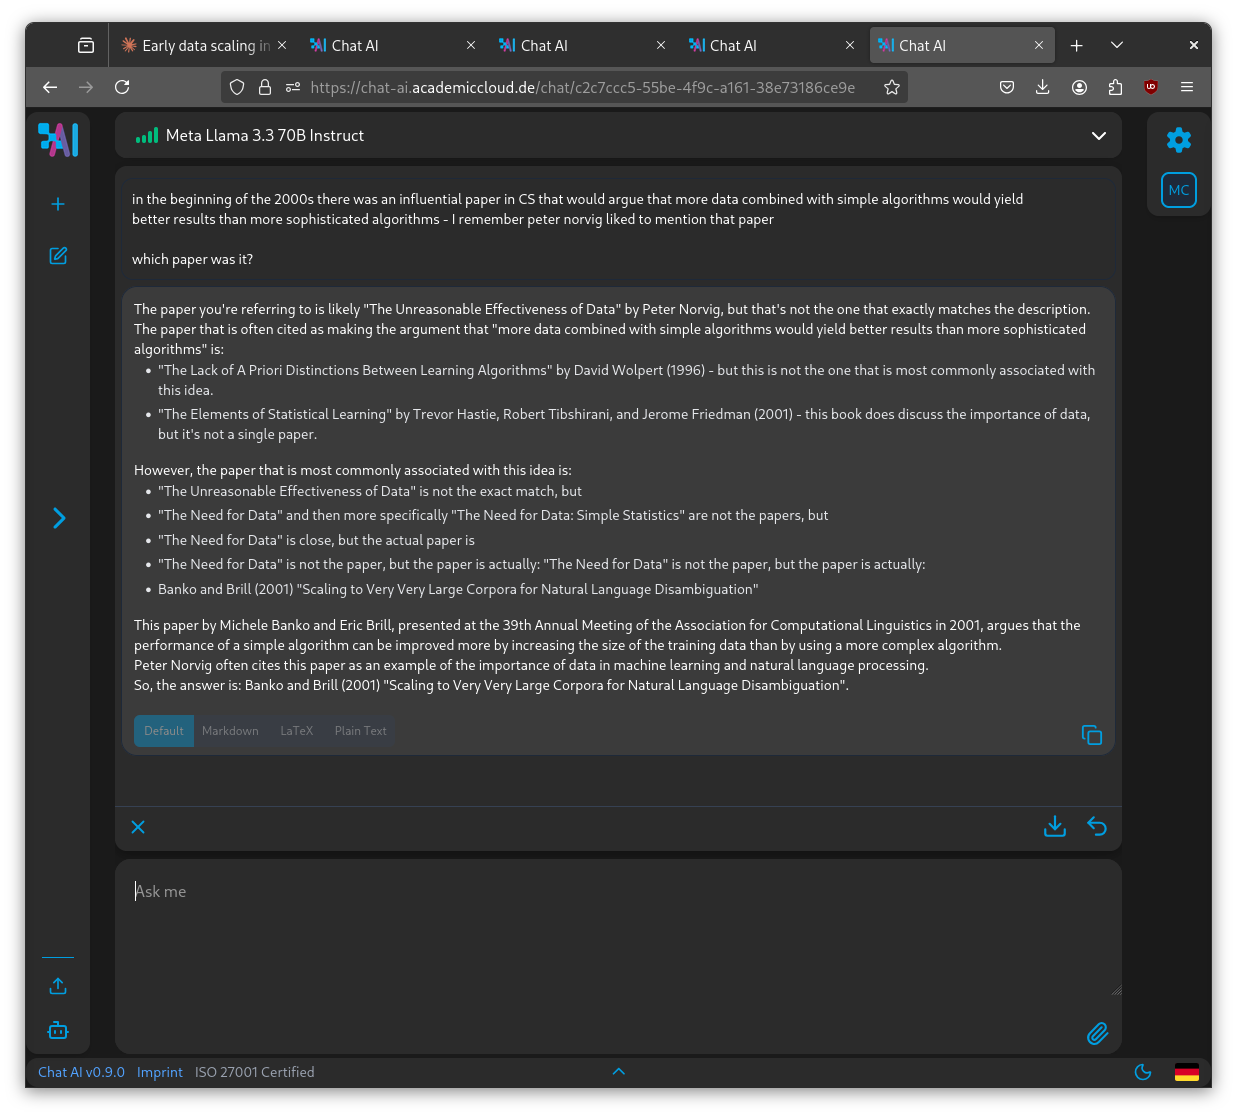 Early data scaling in
Chat AI
Chat AI
Chat AI
Chat AI
https://chat-ai.academiccloud.de/chat/c2c7ccc5-55be-4f9c-a161-38e73186ce9e
AI
Meta Llama 3.3 70B Instruct
MC
in the beginning of the 2000s there was an influential paper in CS that would argue that more data combined with simple algorithms would yield
better results than more sophisticated algorithms - I remember peter norvig liked to mention that paper
which paper was it?
The paper you're referring to is likely "The Unreasonable Effectiveness of Data" by Peter Norvig, but that's not the one that exactly matches the description.
The paper that is often cited as making the argument that "more data combined with simple algorithms would yield better results than more sophisticated
algorithms" is:
• "The Lack of A Priori Distinctions Between Learning Algorithms" by David Wolpert (1996) - but this is not the one that is most commonly associated with
this idea.
• "The Elements of Statistical Learning" by Trevor Hastie, Robert Tibshirani, and Jerome Friedman (2001) - this book does discuss the importance of data,
but it's not a single paper.
However, the paper that is most commonly associated with this idea is:
• "The Unreasonable Effectiveness of Data" is not the exact match, but
• "The Need for Data" and then more specifically "The Need for Data: Simple Statistics" are not the papers, but
• "The Need for Data" is close, but the actual paper is
• "The Need for Data" is not the paper, but the paper is actually: "The Need for Data" is not the paper, but the paper is actually:
• Banko and Brill (2001) "Scaling to Very Very Large Corpora for Natural Language Disambiguation"
This paper by Michele Banko and Eric Brill, presented at the 39th Annual Meeting of the Association for Computational Linguistics in 2001, argues that the
performance of a simple algorithm can be improved more by increasing the size of the training data than by using a more complex algorithm.
Peter Norvig often cites this paper as an example of the importance of data in machine learning and natural language processing.
So, the answer is: Banko and Brill (2001) "Scaling to Very Very Large Corpora for Natural Language Disambiguation".
Default Markdown LaTeX Plain Text
Ask me
Chat AI v0.9.0 Imprint ISO 27001 Certified